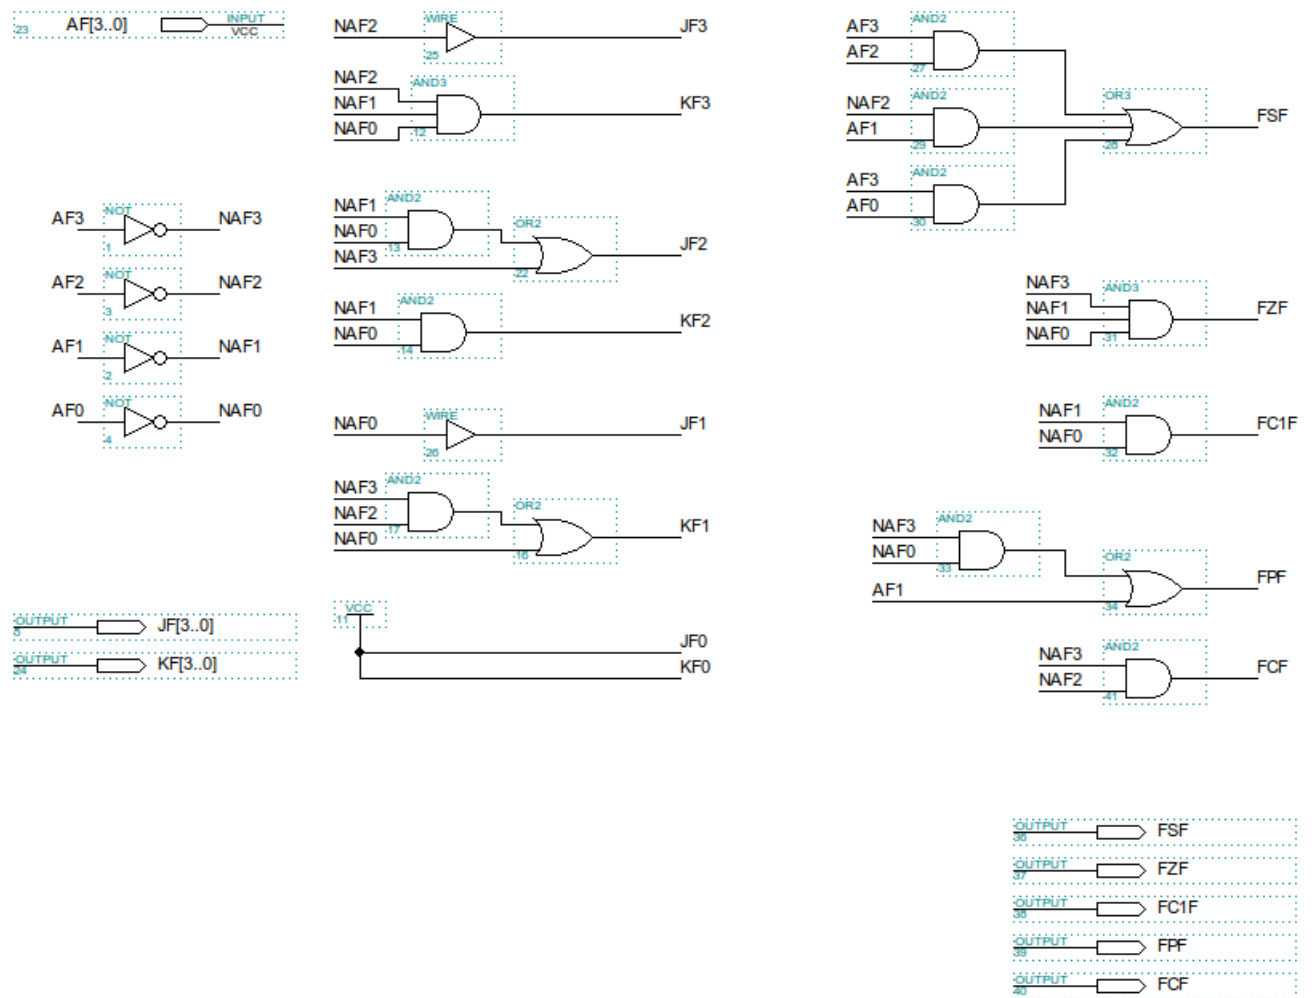 23 AF[3..0] INPUT
VCC
AF3 NOT NAF3
1
AF2 NOT NAF2
3
AF1 NOT NAF1
2
AF0 NOT NAF0
4
OUTPUT JF[3..0]
5
OUTPUT KF[3..0]
24
NAF2 WIRE JF3
25
NAF2 AND3
NAF1 KF3
NAF0 12
NAF1 AND2
NAF0 13 OR2 JF2
NAF3 22
NAF1 AND2 KF2
NAF0 14
NAF0 WIRE JF1
26
NAF3 AND2
NAF2 17 OR2 KF1
NAF0 16
VCC
11
JF0
KF0
AF3 AND2
AF2 27
NAF2 AND2 OR3 FSF
AF1 29 28
AF3 AND2
AF0 30
NAF3 AND3
NAF1 FZF
NAF0 31
NAF1 AND2 FC1F
NAF0 32
NAF3 AND2
NAF0 33 OR2 FPF
AF1 34
NAF3 AND2 FCF
NAF2 41
OUTPUT FSF
36
OUTPUT FZF
37
OUTPUT FC1F
38
OUTPUT FPF
39
OUTPUT FCF
40